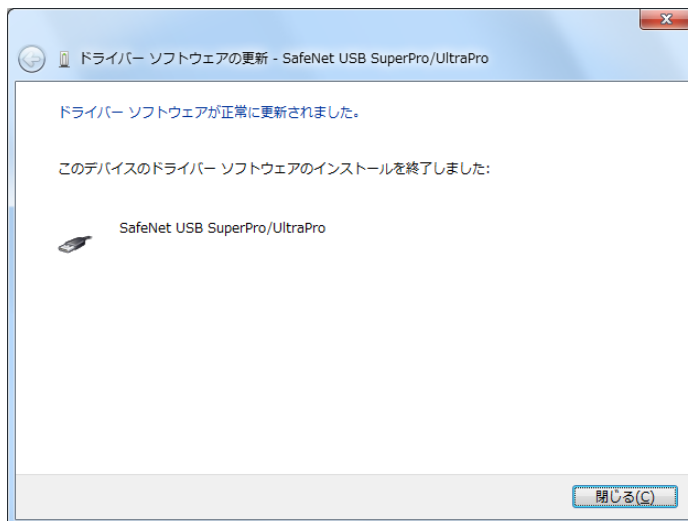 ドライバー ソフトウェアの更新 - SafeNet USB SuperPro/UltraPro
ドライバー ソフトウェアが正常に更新されました。
このデバイスのドライバー ソフトウェアのインストールを終了しました:
SafeNet USB SuperPro/UltraPro
閉じる(C)